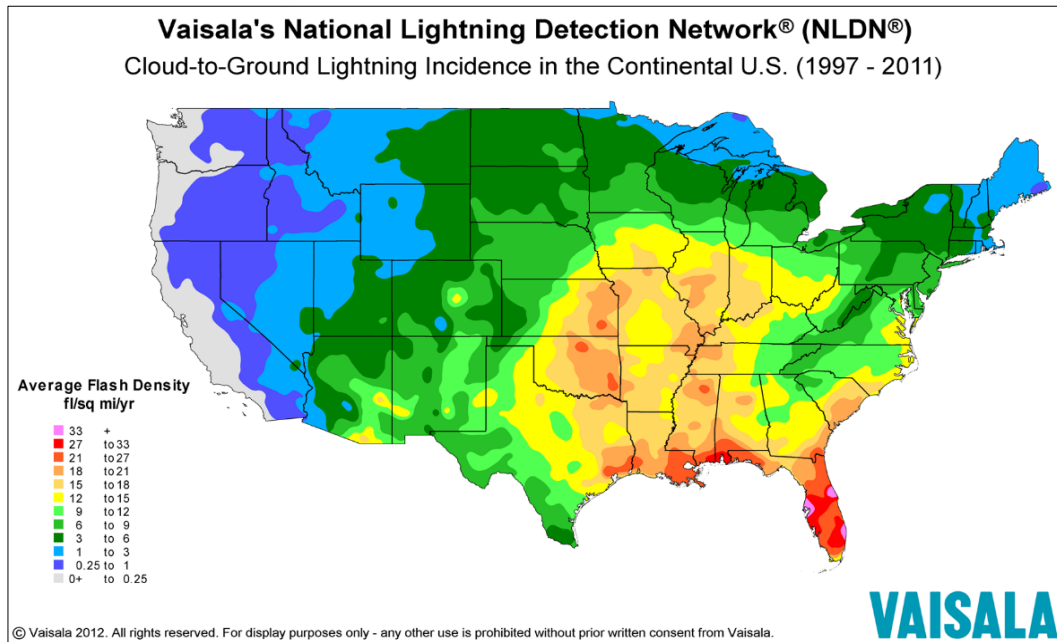 Vaisala's National Lightning Detection Network® (NLDN®)
Cloud-to-Ground Lightning Incidence in the Continental U.S. (1997 - 2011)
Average Flash Density
fl/sq mi/yr
33 +
27 to 33
21 to 27
18 to 21
15 to 18
12 to 15
9 to 12
6 to 9
3 to 6
1 to 3
0.25 to 1
0+ to 0.25
VAISALA
© Vaisala 2012. All rights reserved. For display purposes only - any other use is prohibited without prior written consent from Vaisala.